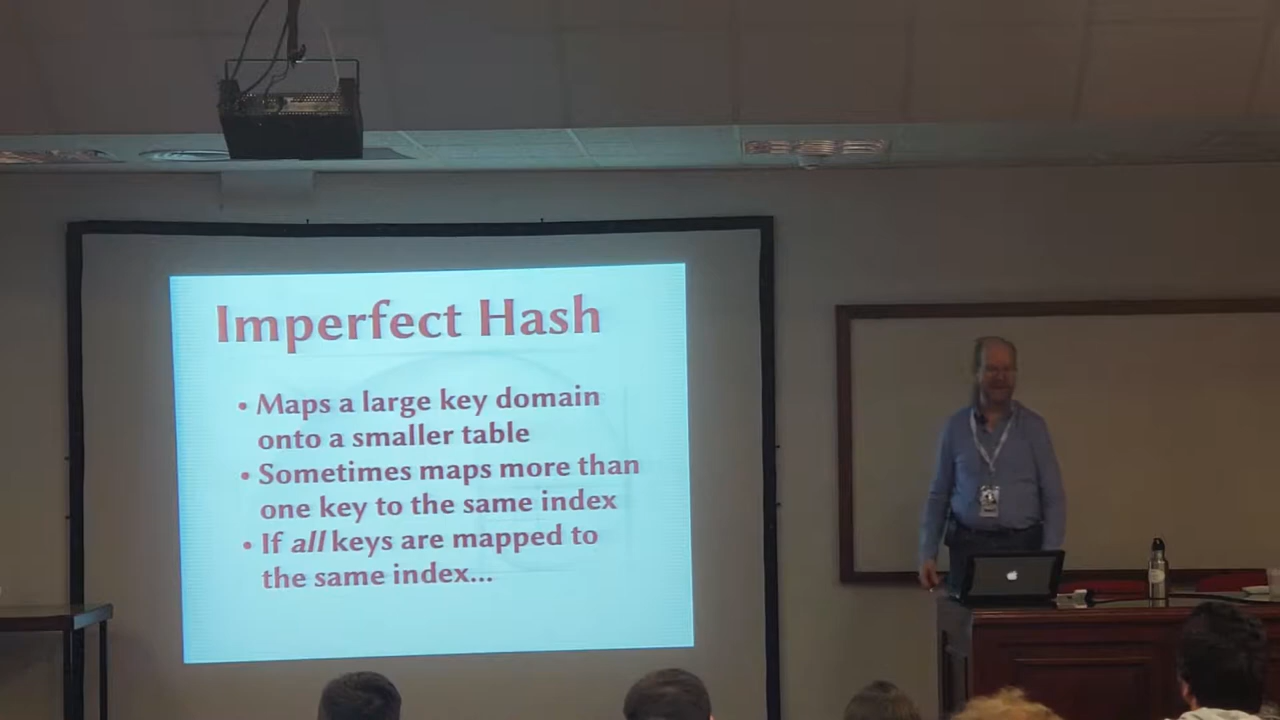 Imperfect Hash
• Maps a large key domain
onto a smaller table
• Sometimes maps more than
one key to the same index
• If all keys are mapped to
the same index...